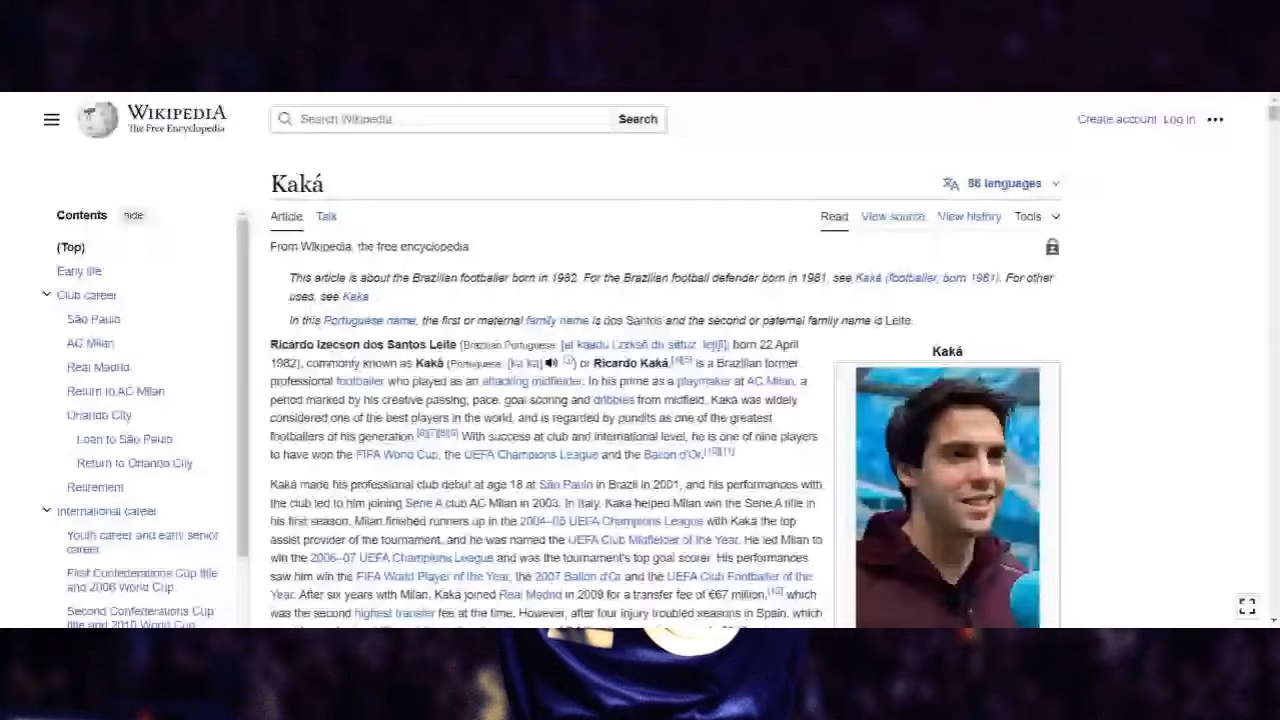 WIKIPEDIA
The Free Encyclopedia
Search Wikipedia
Search
Create account Log in
Kaká
86 languages
Contents hide
Article Talk
Read View source View history Tools
(Top)
From Wikipedia, the free encyclopedia
Early life
This article is about the Brazilian footballer born in 1982. For the Brazilian football defender born in 1981, see Kaká (footballer, born 1981). For other
uses, see Kaka.
Club career
São Paulo
In this Portuguese name, the first or maternal family name is dos Santos and the second or paternal family name is Leite.
AC Milan
Real Madrid
Return to AC Milan
Orlando City
Loan to São Paulo
Return to Orlando City
Retirement
International career
Youth career and early senior
career
First Confederations Cup title
and 2006 World Cup
Second Confederations Cup
title and 2010 World Cup
Ricardo Izecson dos Santos Leite (Brazilian Portuguese: born 22 April
1982), commonly known as Kaká (Portuguese: [kaˈka] ) or Ricardo Kaká,[4][5] is a Brazilian former
professional footballer who played as an attacking midfielder. In his prime as a playmaker at AC Milan, a
period marked by his creative passing, pace, goal scoring and dribbles from midfield, Kaká was widely
considered one of the best players in the world, and is regarded by pundits as one of the greatest
footballers of his generation.[6][7][8][9] With success at club and international level, he is one of nine players
to have won the FIFA World Cup, the UEFA Champions League and the Ballon d'Or.[10][11]
Kaká made his professional club debut at age 18 at São Paulo in Brazil in 2001, and his performances with
the club led to him joining Serie A club AC Milan in 2003. In Italy, Kaká helped Milan win the Serie A title in
his first season. Milan finished runners up in the 2004–05 UEFA Champions League with Kaká the top
assist provider of the tournament, and he was named the UEFA Club Midfielder of the Year. He led Milan to
win the 2006–07 UEFA Champions League and was the tournament's top goal scorer. His performances
saw him win the FIFA World Player of the Year, the 2007 Ballon d'Or and the UEFA Club Footballer of the
Year. After six years with Milan, Kaká joined Real Madrid in 2009 for a transfer fee of €67 million,[12] which
was the second highest transfer fee at the time. However, after four injury troubled seasons in Spain, which
Kaká